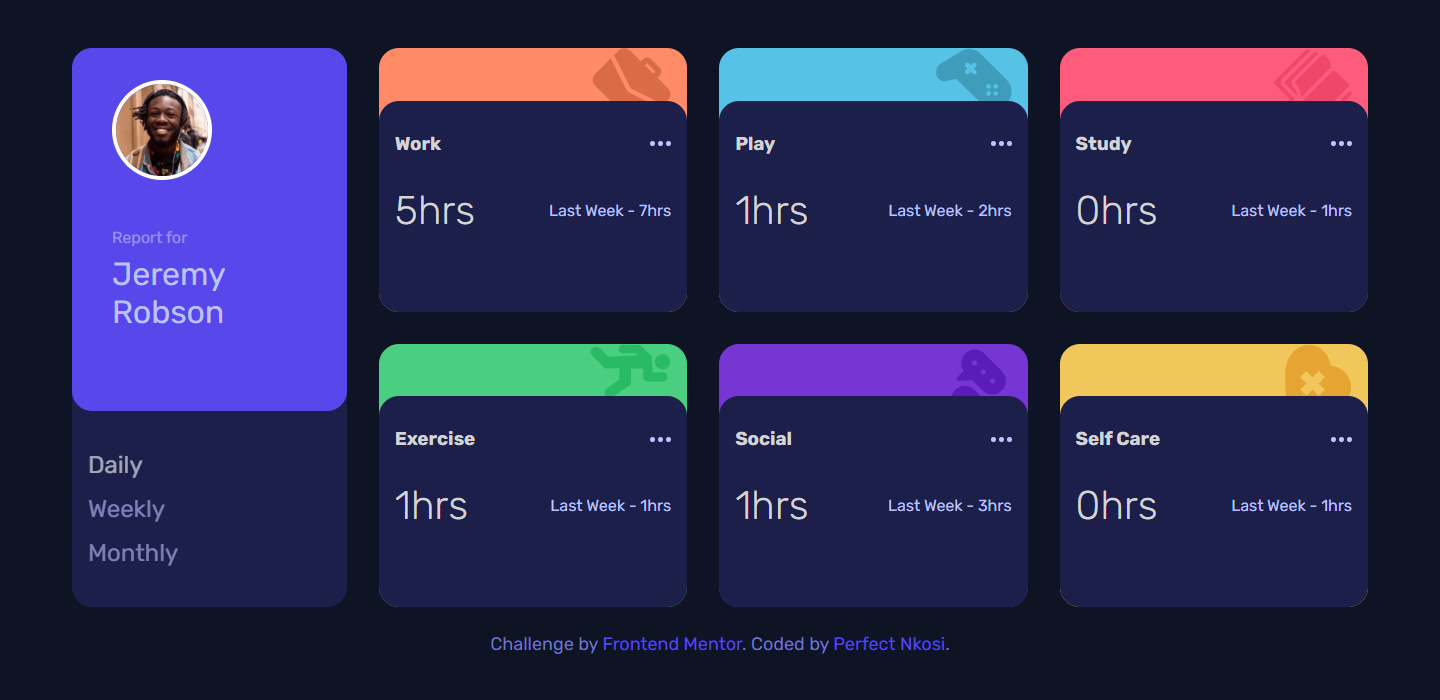 Report for
Jeremy
Robson
Daily
Weekly
Monthly
Work
5hrs
Last Week - 7hrs
Play
1hrs
Last Week - 2hrs
Study
0hrs
Last Week - 1hrs
Exercise
1hrs
Last Week - 1hrs
Social
1hrs
Last Week - 3hrs
Self Care
0hrs
Last Week - 1hrs
Challenge by Frontend Mentor. Coded by Perfect Nkosi.